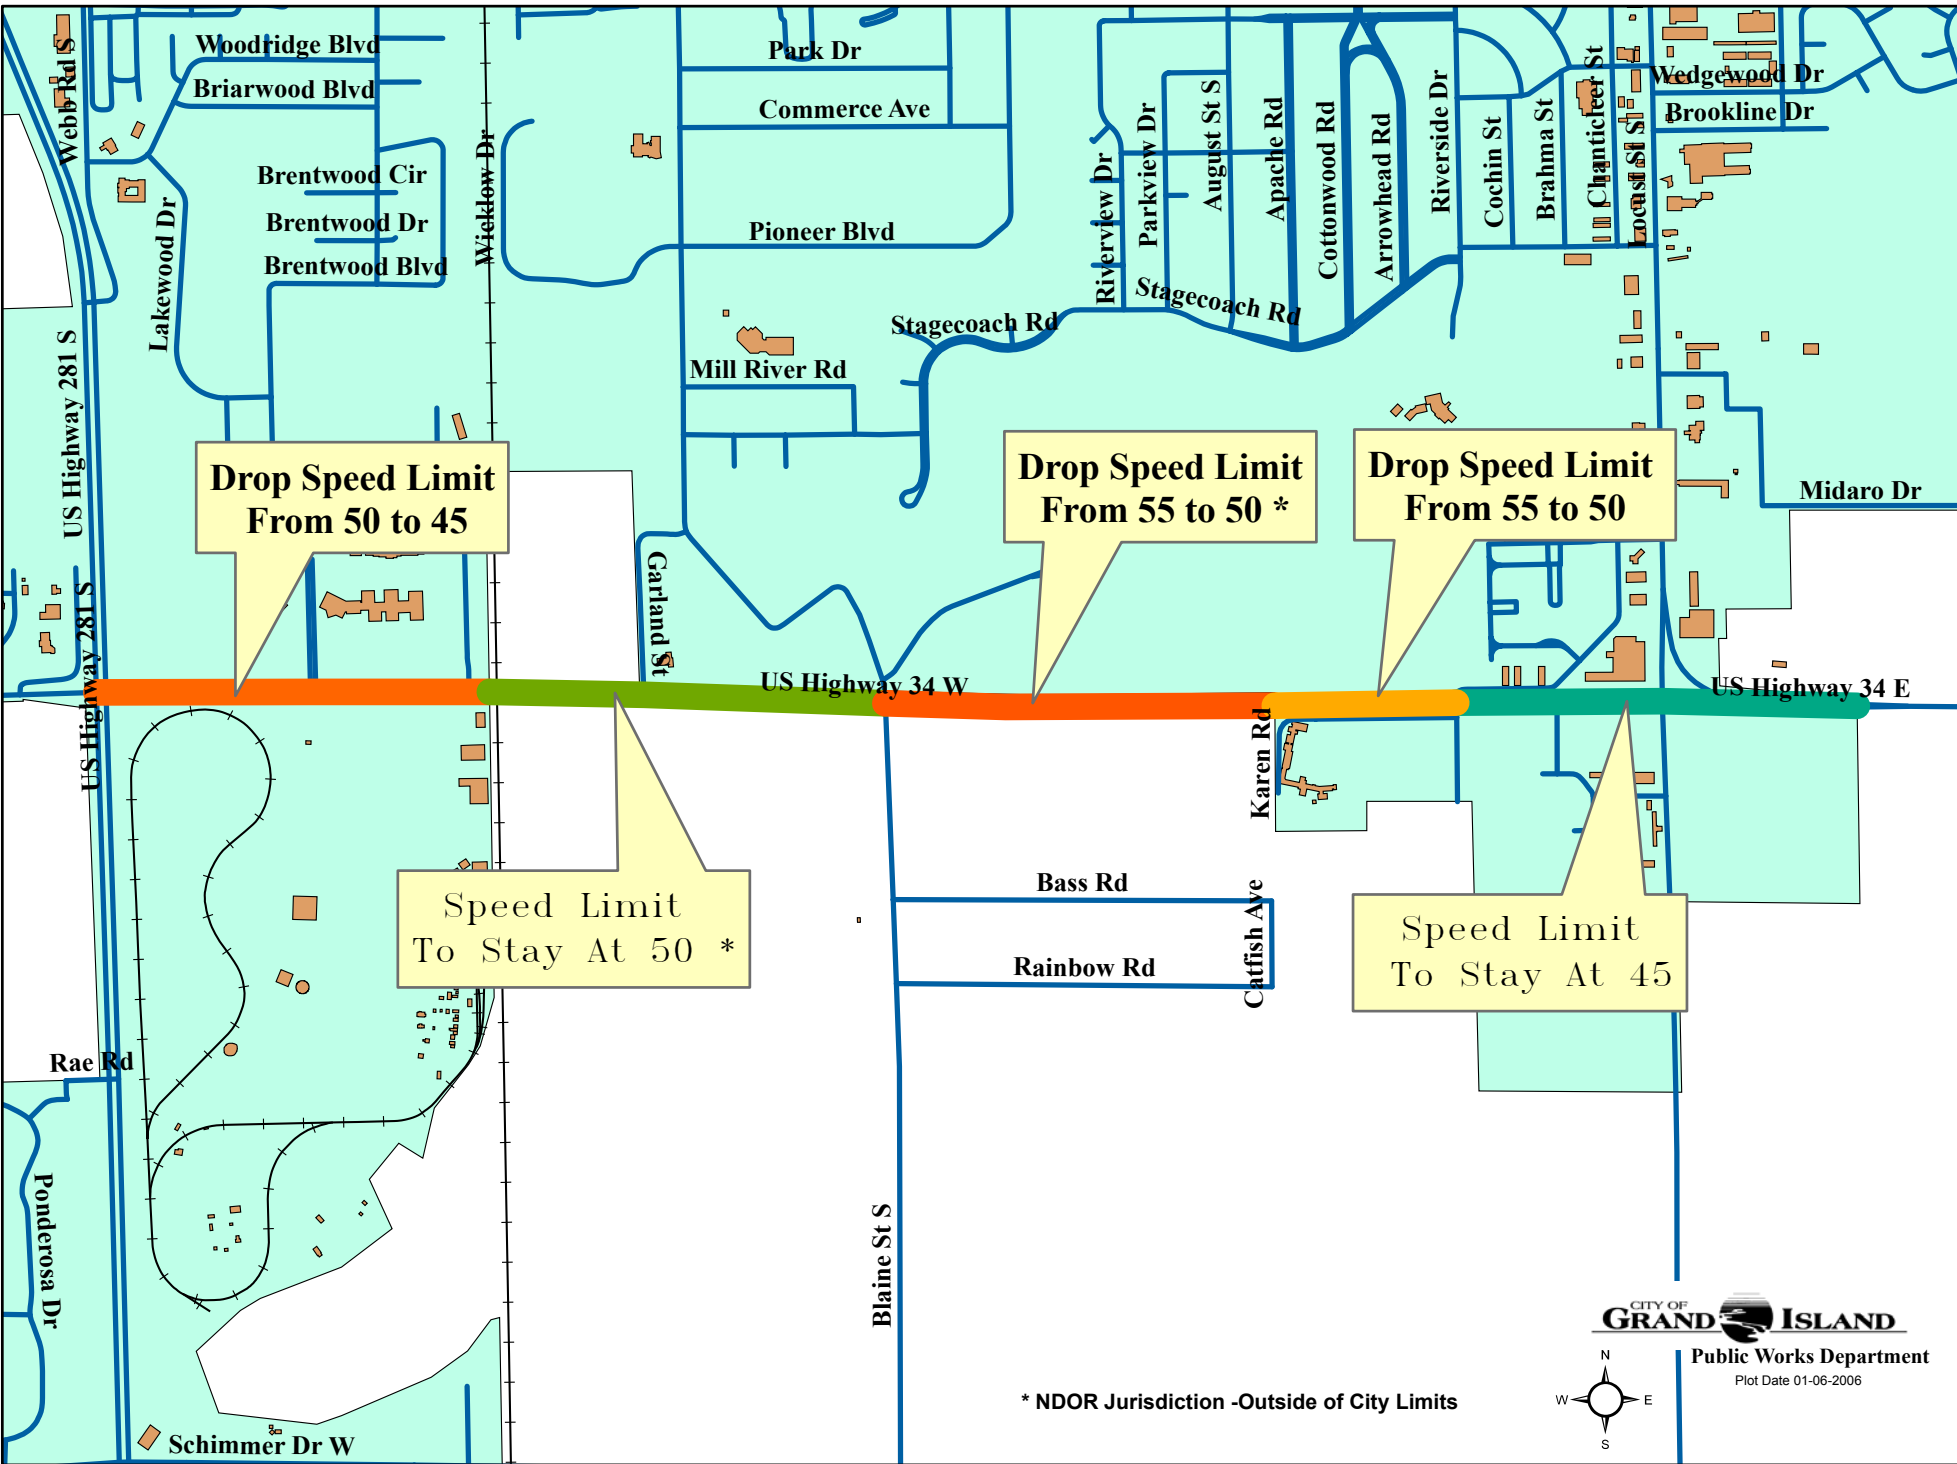 Woodridge Blvd
Briarwood Blvd
Webb Rd S
Brentwood Cir
Brentwood Dr
Brentwood Blvd
Lakewood Dr
Wicklow Dr
Park Dr
Commerce Ave
Pioneer Blvd
Riverview Dr
Parkview Dr
August St S
Apache Rd
Cottonwood Rd
Arrowhead Rd
Riverside Dr
Cochin St
Brahma St
Chanticleer St
Locust St S
Wedgewood Dr
Brookline Dr
Stagecoach Rd
Stagecoach Rd
Mill River Rd
US Highway 281 S
Drop Speed Limit
From 50 to 45
Drop Speed Limit
From 55 to 50 *
Drop Speed Limit
From 55 to 50
Midaro Dr
US Highway 281 S
US Highway 281 S
Garland St
US Highway 34 W
US Highway 34 E
Karen Rd
Speed Limit
To Stay At 50 *
Bass Rd
Catfish Ave
Rainbow Rd
Speed Limit
To Stay At 45
Rae Rd
Ponderosa Dr
Blaine St S
Schimmer Dr W
* NDOR Jurisdiction -Outside of City Limits
CITY OF
GRAND ISLAND
Public Works Department
Plot Date 01-06-2006
N
W E
S